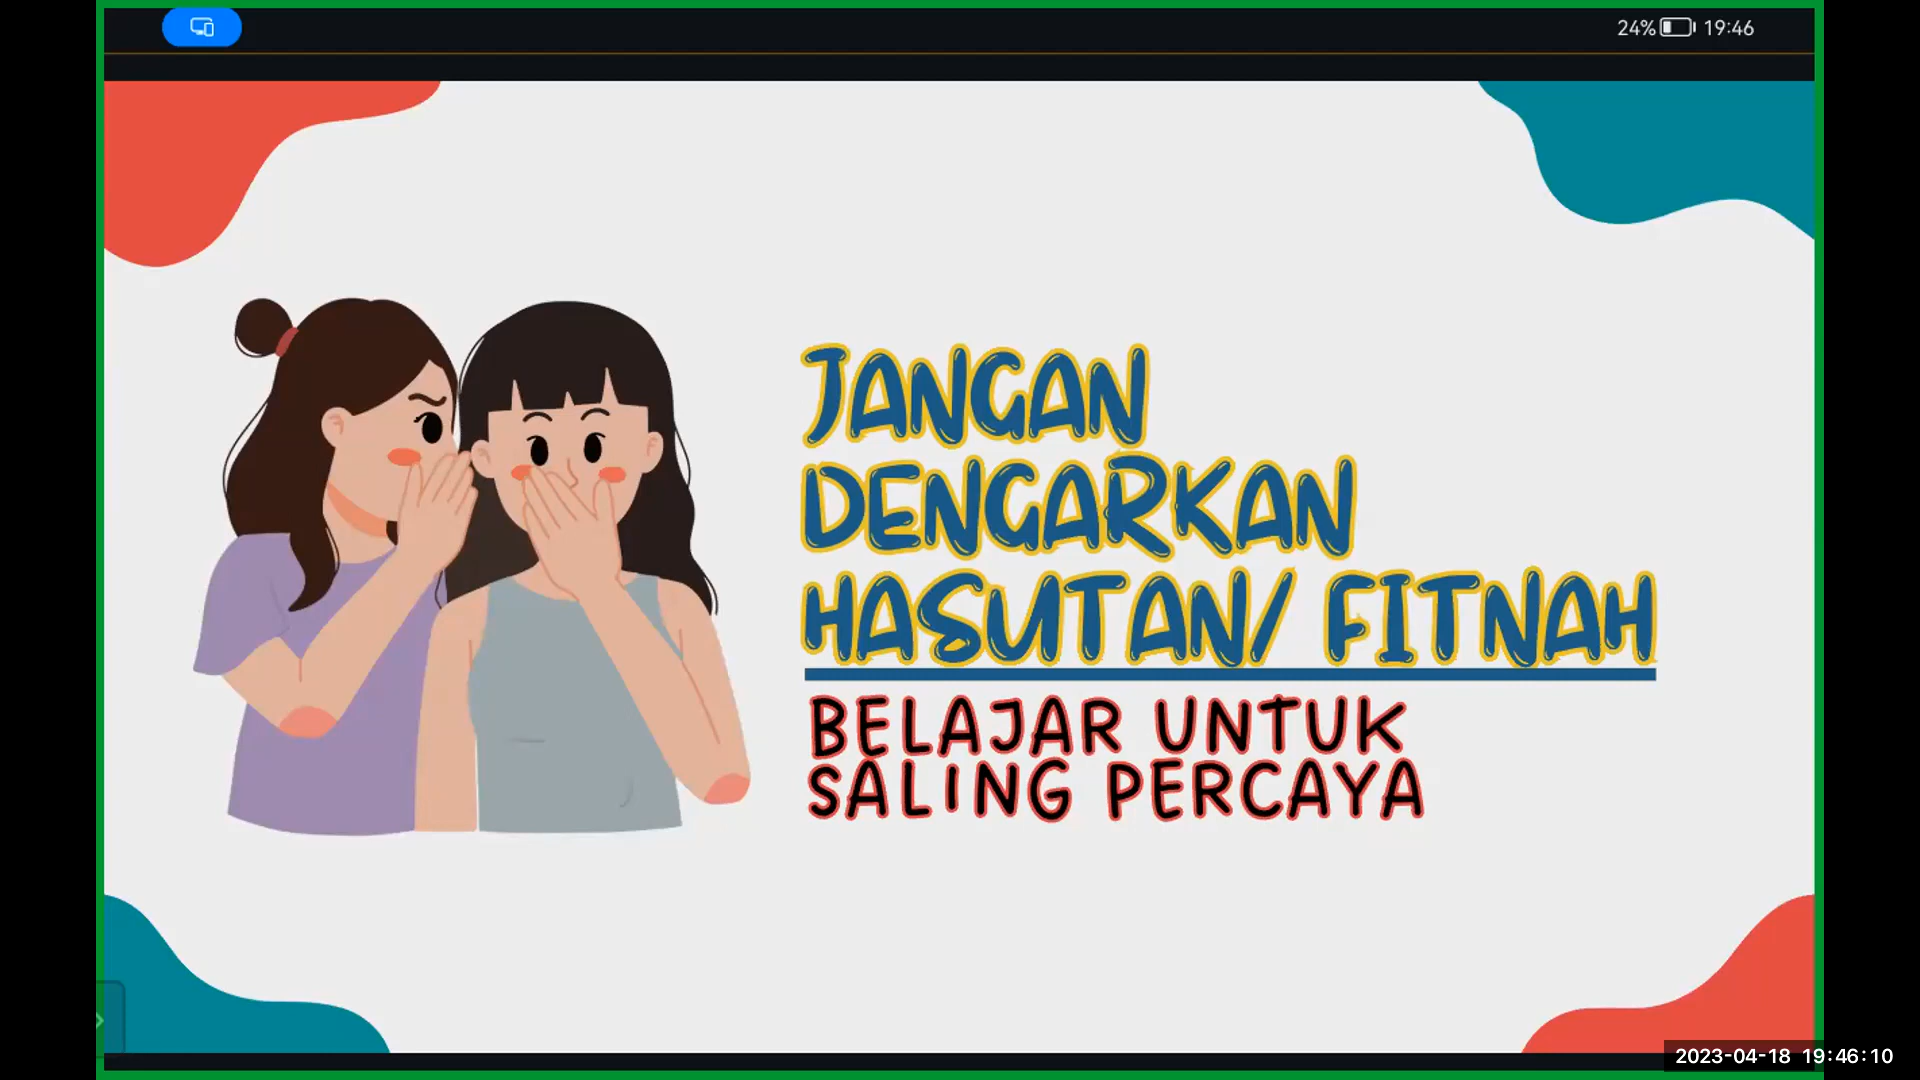 24% 19:46
JANGAN
DENGARKAN
HASUTAN/ FITNAH
BELAJAR UNTUK
SALING PERCAYA
2023-04-18 19:46:10